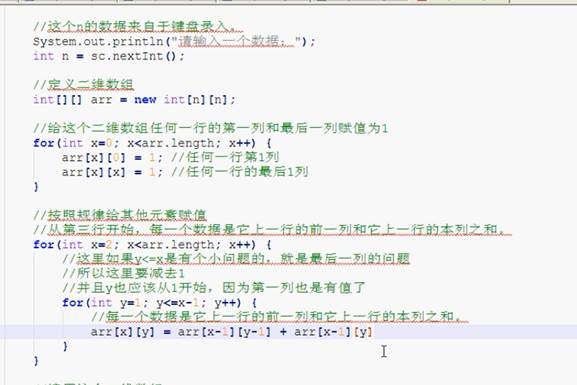 //这个n的数据来自于键盘录入。
System.out.println("请输入一个数据：");
int n = sc.nextInt();
//定义二维数组
int[][] arr = new int[n][n];
//给这个二维数组任何一行的第一列和最后一列赋值为1
for(int x=0; x<arr.length; x++) {
arr[x][0] = 1; //任何一行第1列
arr[x][x] = 1; //任何一行的最后1列
}
//按照规律给其他元素赋值
//从第三行开始，每一个数据是它上一行的前一列和它上一行的本列之和。
for(int x=2; x<arr.length; x++) {
//这里如果y<=x是有个小问题的，就是最后一列的问题
//所以这里要减去1
//并且y也应该从1开始，因为第一列也是有值了
for(int y=1; y<=x-1; y++) {
//每一个数据是它上一行的前一列和它上一行的本列之和。
arr[x][y] = arr[x-1][y-1] + arr[x-1][y]
}
}